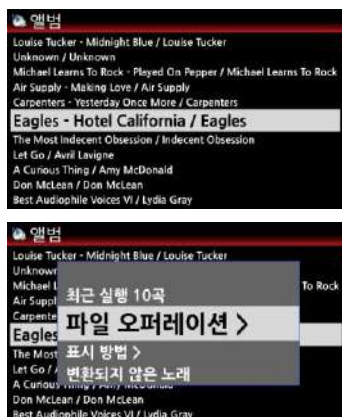 앨범
Louise Tucker - Midnight Blue / Louise Tucker
Unknown / Unknown
Michael Learns To Rock - Played On Pepper / Michael Learns To Rock
Air Supply - Making Love / Air Supply
Carpenters - Yesterday Once More / Carpenters
Eagles - Hotel California / Eagles
The Most Indecent Obsession / Indecent Obsession
Let Go / Avril Lavigne
A Curious Thing / Amy McDonald
Don McLean / Don McLean
Best Audiophile Voices VI / Lydia Gray
앨범
Louise Tucker - Midnight Blue / Louise Tucker
Unknown
Michael L
To Rock
Air Suppl
최근 실행 10곡
Carpente
파일 오퍼레이션 >
Eagles
The Most
표시 방법 >
Let Go /
변환되지 않은 노래
A Curious Thing / Amy McDonald
Don McLean / Don McLean
Best Audiophile Voices VI / Lydia Gray